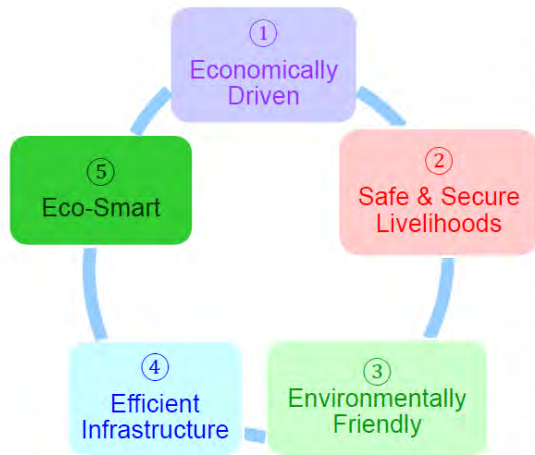 ①
Economically
Driven
②
Safe & Secure
Livelihoods
③
Environmentally
Friendly
④
Efficient
Infrastructure
⑤
Eco-Smart